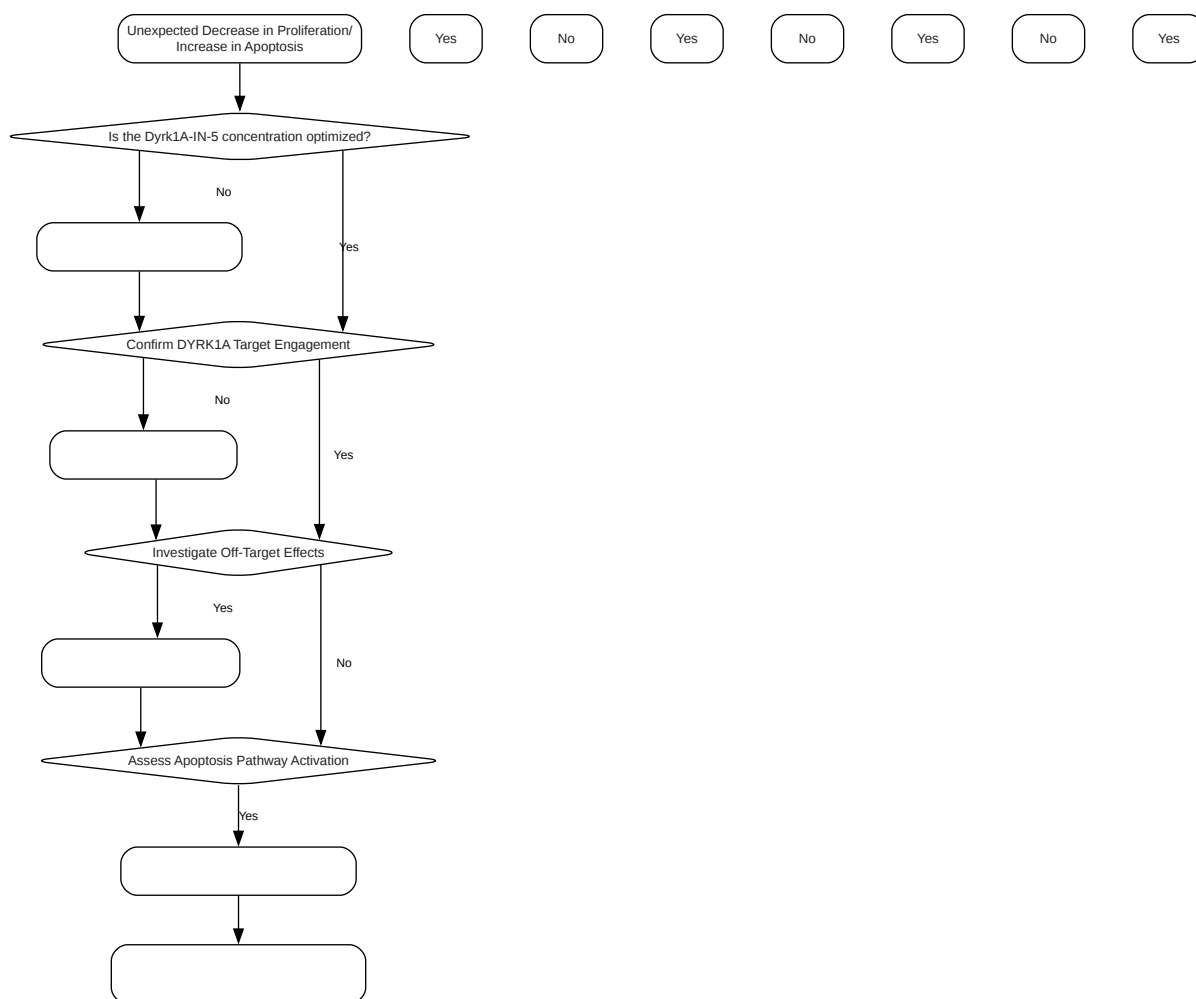 Unexpected Decrease in Proliferation/
Increase in Apoptosis
Yes
No
Yes
No
Yes
No
Yes
Is the Dyrk1A-IN-5 concentration optimized?
No
Yes
Confirm DYRK1A Target Engagement
No
Yes
Investigate Off-Target Effects
Yes
No
Assess Apoptosis Pathway Activation
Yes